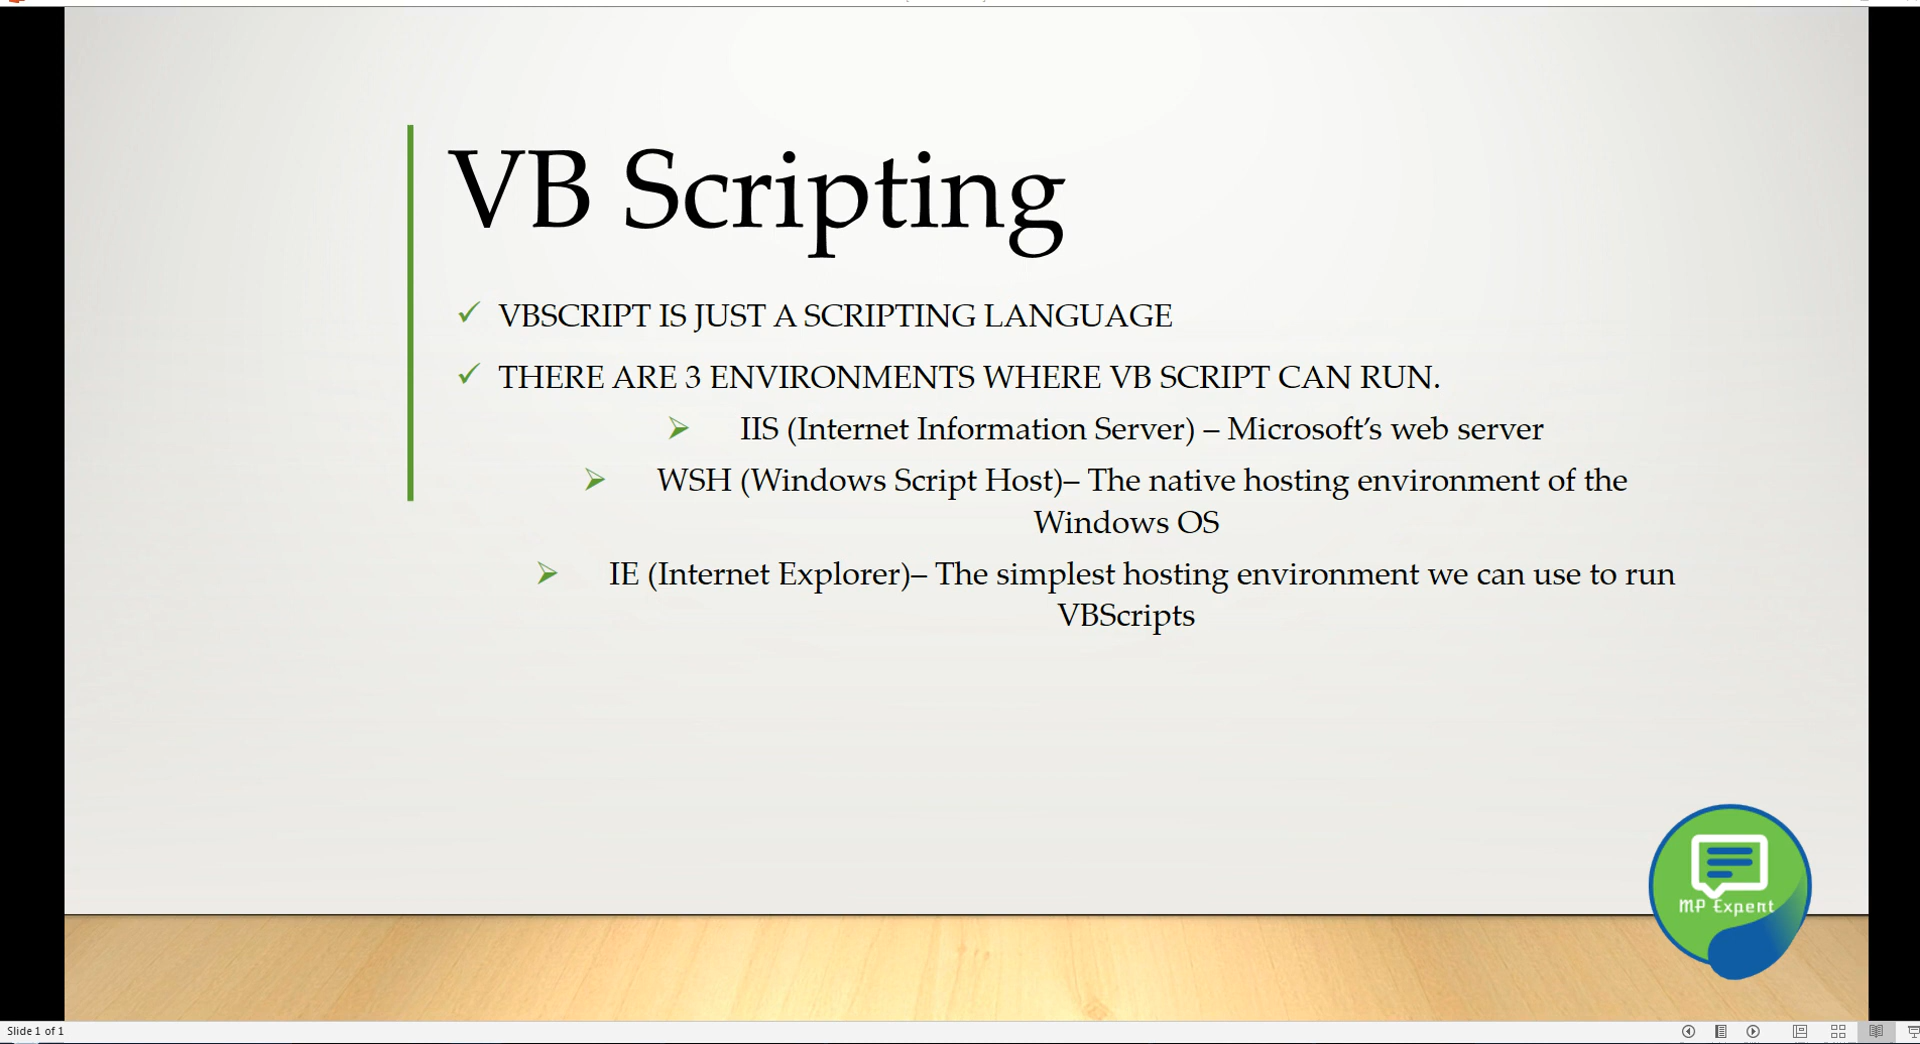 VB Scripting
VBSCRIPT IS JUST A SCRIPTING LANGUAGE
THERE ARE 3 ENVIRONMENTS WHERE VB SCRIPT CAN RUN.
IIS (Internet Information Server) – Microsoft’s web server
WSH (Windows Script Host)– The native hosting environment of the
Windows OS
IE (Internet Explorer)– The simplest hosting environment we can use to run
VBScripts
MP Expert
Slide 1 of 1